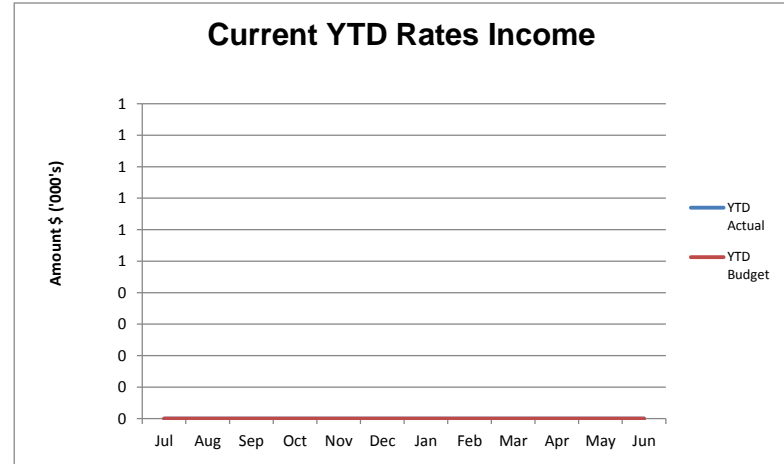 Current YTD Rates Income
Amount $ ('000's)
1
1
1
1
1
1
0
0
0
0
0
Jul Aug Sep Oct Nov Dec Jan Feb Mar Apr May Jun
YTD
Actual
YTD
Budget